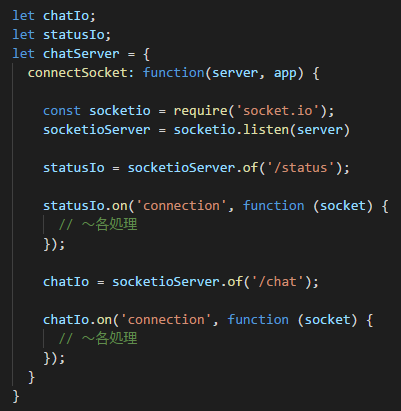 let chatIo;
let statusIo;
let chatServer = {
  connectSocket: function(server, app) {

    const socketio = require('socket.io');
    socketioServer = socketio.listen(server)

    statusIo = socketioServer.of('/status');

    statusIo.on('connection', function (socket) {
      // ～各処理
    });

    chatIo = socketioServer.of('/chat');

    chatIo.on('connection', function (socket) {
      // ～各処理
    });
  }
}